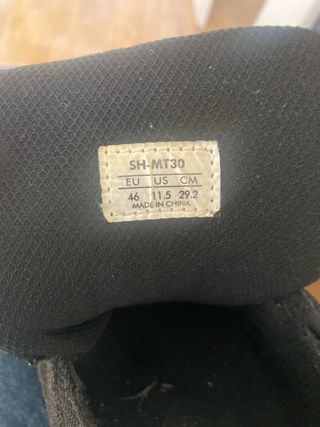 SH-MT30
EU US CM
46 11.5 29.2
MADE IN CHINA